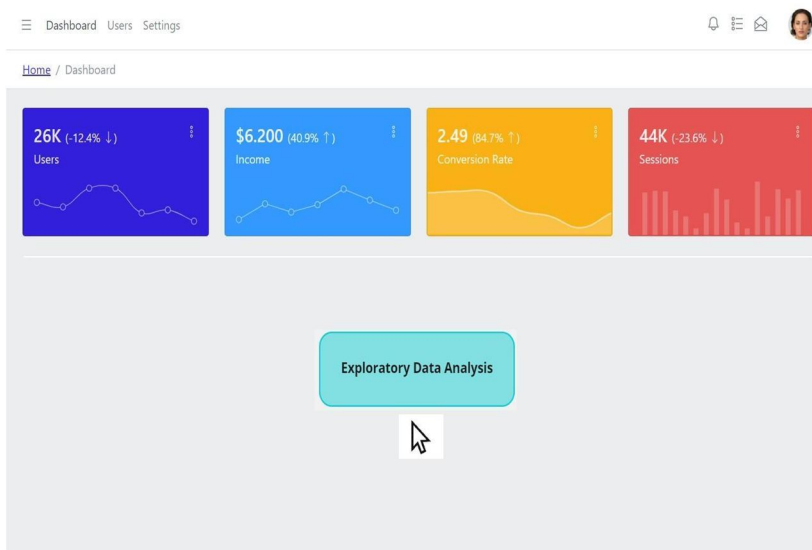 Dashboard Users Settings
Home / Dashboard
26K (-12.4% ↓)
Users
$6.200 (40.9% ↑)
Income
2.49 (84.7% ↑)
Conversion Rate
44K (-23.6% ↓)
Sessions
Exploratory Data Analysis